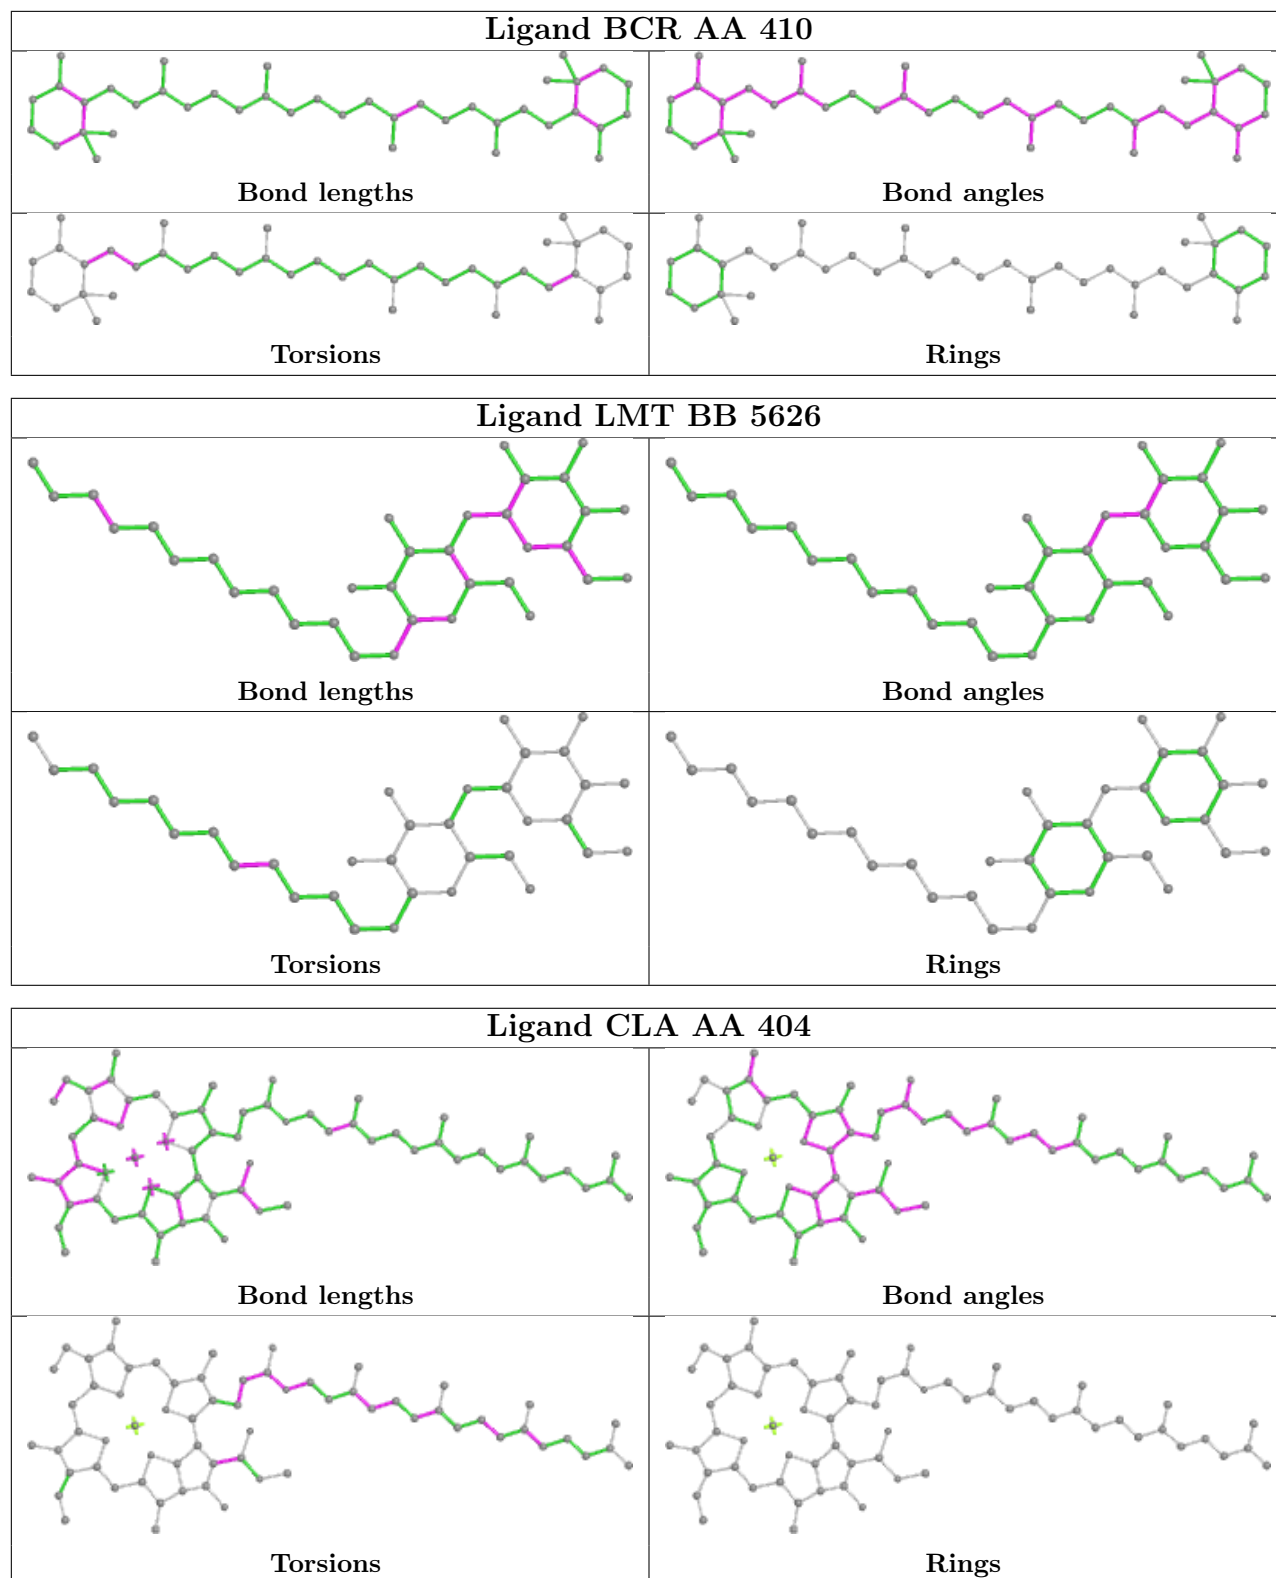 Ligand BCR AA 410
Bond lengths
Bond angles
Torsions
Rings
Ligand LMT BB 5626
Bond lengths
Bond angles
Torsions
Rings
Ligand CLA AA 404
Bond lengths
Bond angles
Torsions
Rings